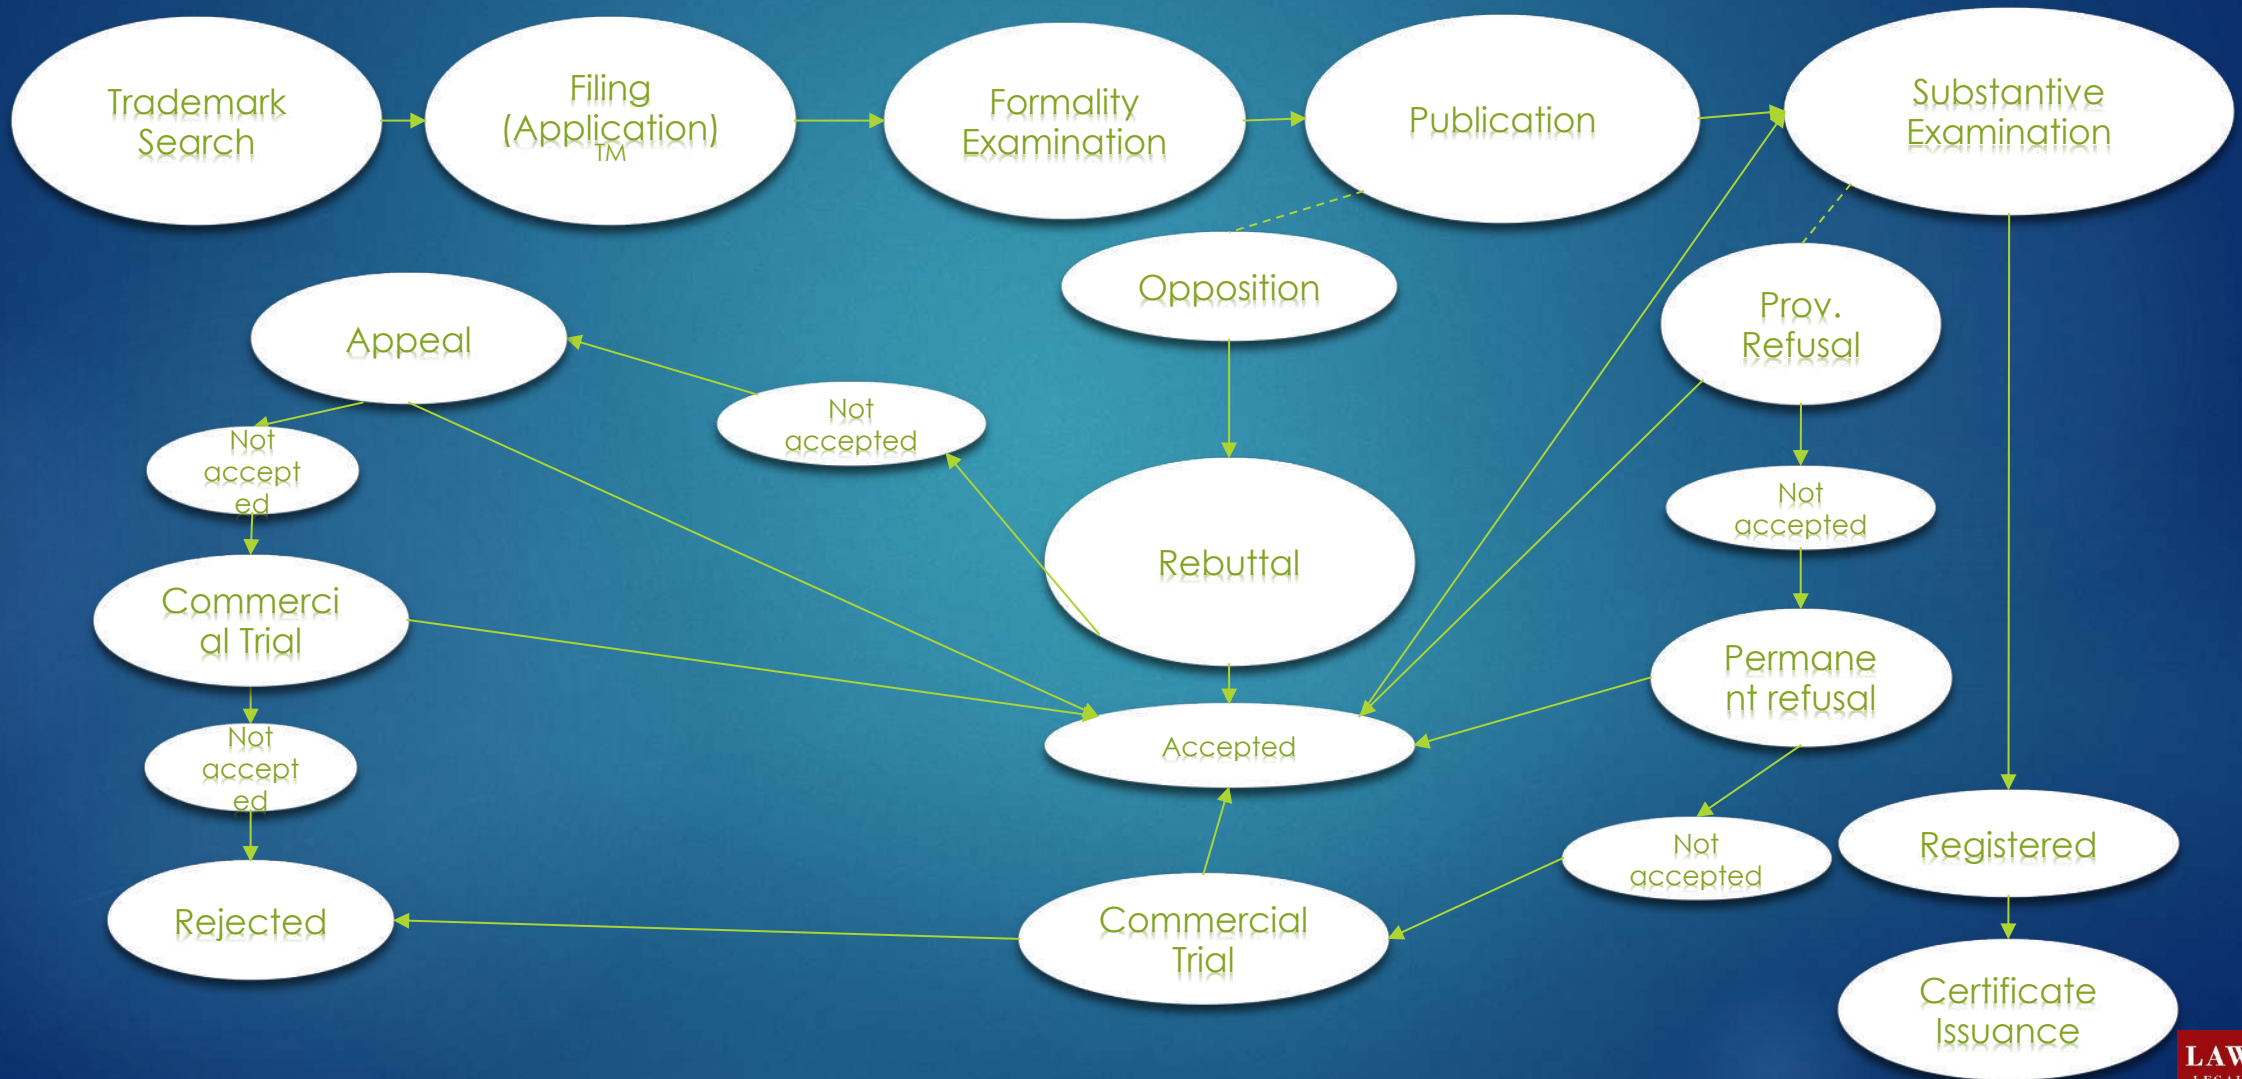 Trademark
Search
Filing
(Application)
TM
Formality
Examination
Publication
Substantive
Examination
Opposition
Prov.
Refusal
Appeal
Not
accepted
Not
accept
ed
Not
accepted
Rebuttal
Commerci
al Trial
Permane
nt refusal
Accepted
Not
accept
ed
Not
accepted
Registered
Rejected
Commercial
Trial
Certificate
Issuance
LAW
LEGAL